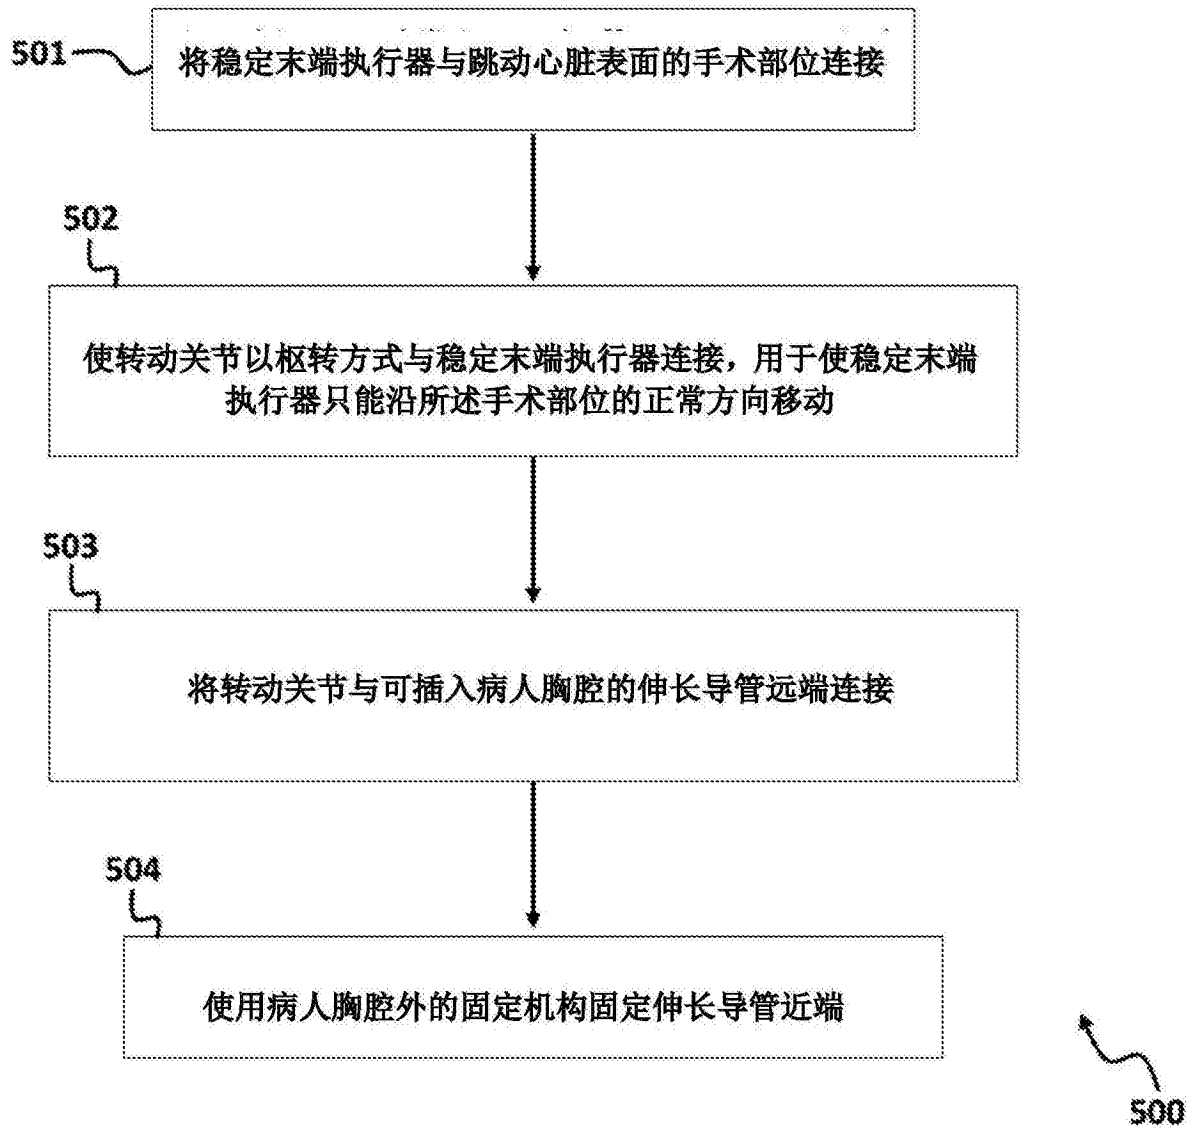 501
将稳定末端执行器与跳动心脏表面的手术部位连接
502
使转动关节以枢转方式与稳定末端执行器连接，用于使稳定末端
执行器只能沿所述手术部位的正常方向移动
503
将转动关节与可插入病人胸腔的伸长导管远端连接
504
使用病人胸腔外的固定机构固定伸长导管近端
500